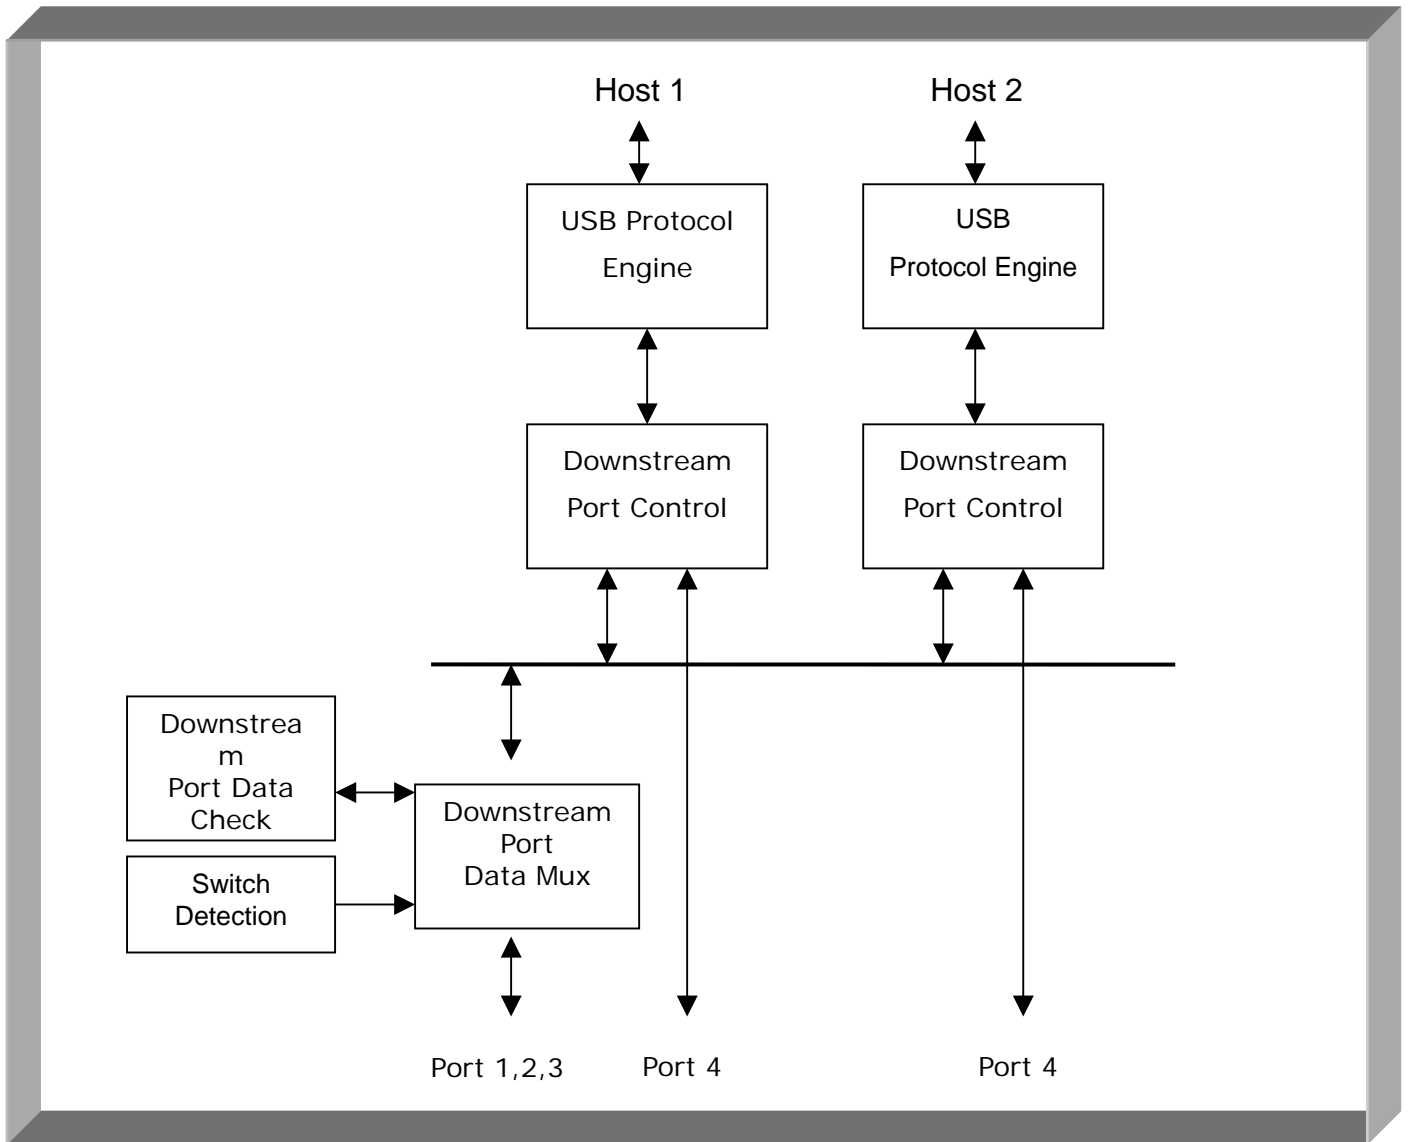 Host 1
Host 2
USB Protocol
Engine
USB
Protocol Engine
Downstream
Port Control
Downstream
Port Control
Downstrea
m
Port Data
Check
Downstream
Port
Data Mux
Switch
Detection
Port 1,2,3
Port 4
Port 4